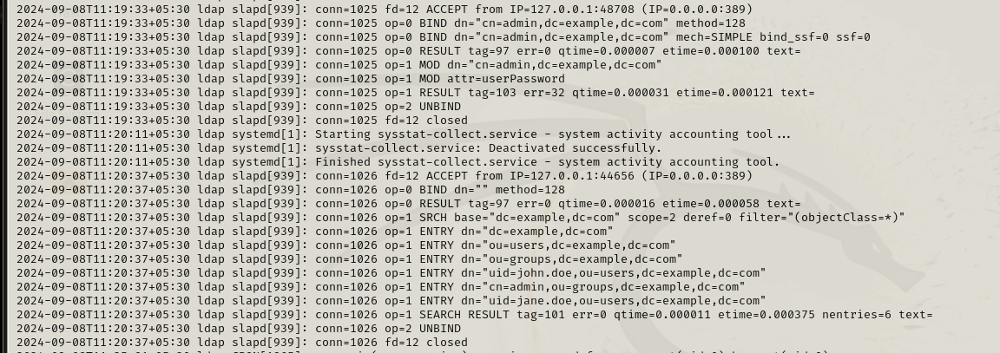 2024-09-08T11:19:33+05:30 ldap slapd[939]: conn=1025 fd=12 ACCEPT from IP=127.0.0.1:48708 (IP=0.0.0.0:389)
2024-09-08T11:19:33+05:30 ldap slapd[939]: conn=1025 op=0 BIND dn="cn=admin,dc=example,dc=com" method=128
2024-09-08T11:19:33+05:30 ldap slapd[939]: conn=1025 op=0 BIND dn="cn=admin,dc=example,dc=com" mech=SIMPLE bind_ssf=0 ssf=0
2024-09-08T11:19:33+05:30 ldap slapd[939]: conn=1025 op=0 RESULT tag=97 err=0 qtime=0.000007 etime=0.000100 text=
2024-09-08T11:19:33+05:30 ldap slapd[939]: conn=1025 op=1 MOD dn="cn=admin,dc=example,dc=com"
2024-09-08T11:19:33+05:30 ldap slapd[939]: conn=1025 op=1 MOD attr=userPassword
2024-09-08T11:19:33+05:30 ldap slapd[939]: conn=1025 op=1 RESULT tag=103 err=32 qtime=0.000031 etime=0.000121 text=
2024-09-08T11:19:33+05:30 ldap slapd[939]: conn=1025 op=2 UNBIND
2024-09-08T11:19:33+05:30 ldap slapd[939]: conn=1025 fd=12 closed
2024-09-08T11:20:11+05:30 ldap systemd[1]: Starting sysstat-collect.service - system activity accounting tool...
2024-09-08T11:20:11+05:30 ldap systemd[1]: sysstat-collect.service: Deactivated successfully.
2024-09-08T11:20:11+05:30 ldap systemd[1]: Finished sysstat-collect.service - system activity accounting tool.
2024-09-08T11:20:37+05:30 ldap slapd[939]: conn=1026 fd=12 ACCEPT from IP=127.0.0.1:44656 (IP=0.0.0.0:389)
2024-09-08T11:20:37+05:30 ldap slapd[939]: conn=1026 op=0 BIND dn="" method=128
2024-09-08T11:20:37+05:30 ldap slapd[939]: conn=1026 op=0 RESULT tag=97 err=0 qtime=0.000016 etime=0.000058 text=
2024-09-08T11:20:37+05:30 ldap slapd[939]: conn=1026 op=1 SRCH base="dc=example,dc=com" scope=2 deref=0 filter="(objectClass=*)"
2024-09-08T11:20:37+05:30 ldap slapd[939]: conn=1026 op=1 ENTRY dn="dc=example,dc=com"
2024-09-08T11:20:37+05:30 ldap slapd[939]: conn=1026 op=1 ENTRY dn="ou=users,dc=example,dc=com"
2024-09-08T11:20:37+05:30 ldap slapd[939]: conn=1026 op=1 ENTRY dn="ou=groups,dc=example,dc=com"
2024-09-08T11:20:37+05:30 ldap slapd[939]: conn=1026 op=1 ENTRY dn="uid=john.doe,ou=users,dc=example,dc=com"
2024-09-08T11:20:37+05:30 ldap slapd[939]: conn=1026 op=1 ENTRY dn="cn=admin,ou=groups,dc=example,dc=com"
2024-09-08T11:20:37+05:30 ldap slapd[939]: conn=1026 op=1 ENTRY dn="uid=jane.doe,ou=users,dc=example,dc=com"
2024-09-08T11:20:37+05:30 ldap slapd[939]: conn=1026 op=1 SEARCH RESULT tag=101 err=0 qtime=0.000011 etime=0.000375 nentries=6 text=
2024-09-08T11:20:37+05:30 ldap slapd[939]: conn=1026 op=2 UNBIND
2024-09-08T11:20:37+05:30 ldap slapd[939]: conn=1026 fd=12 closed